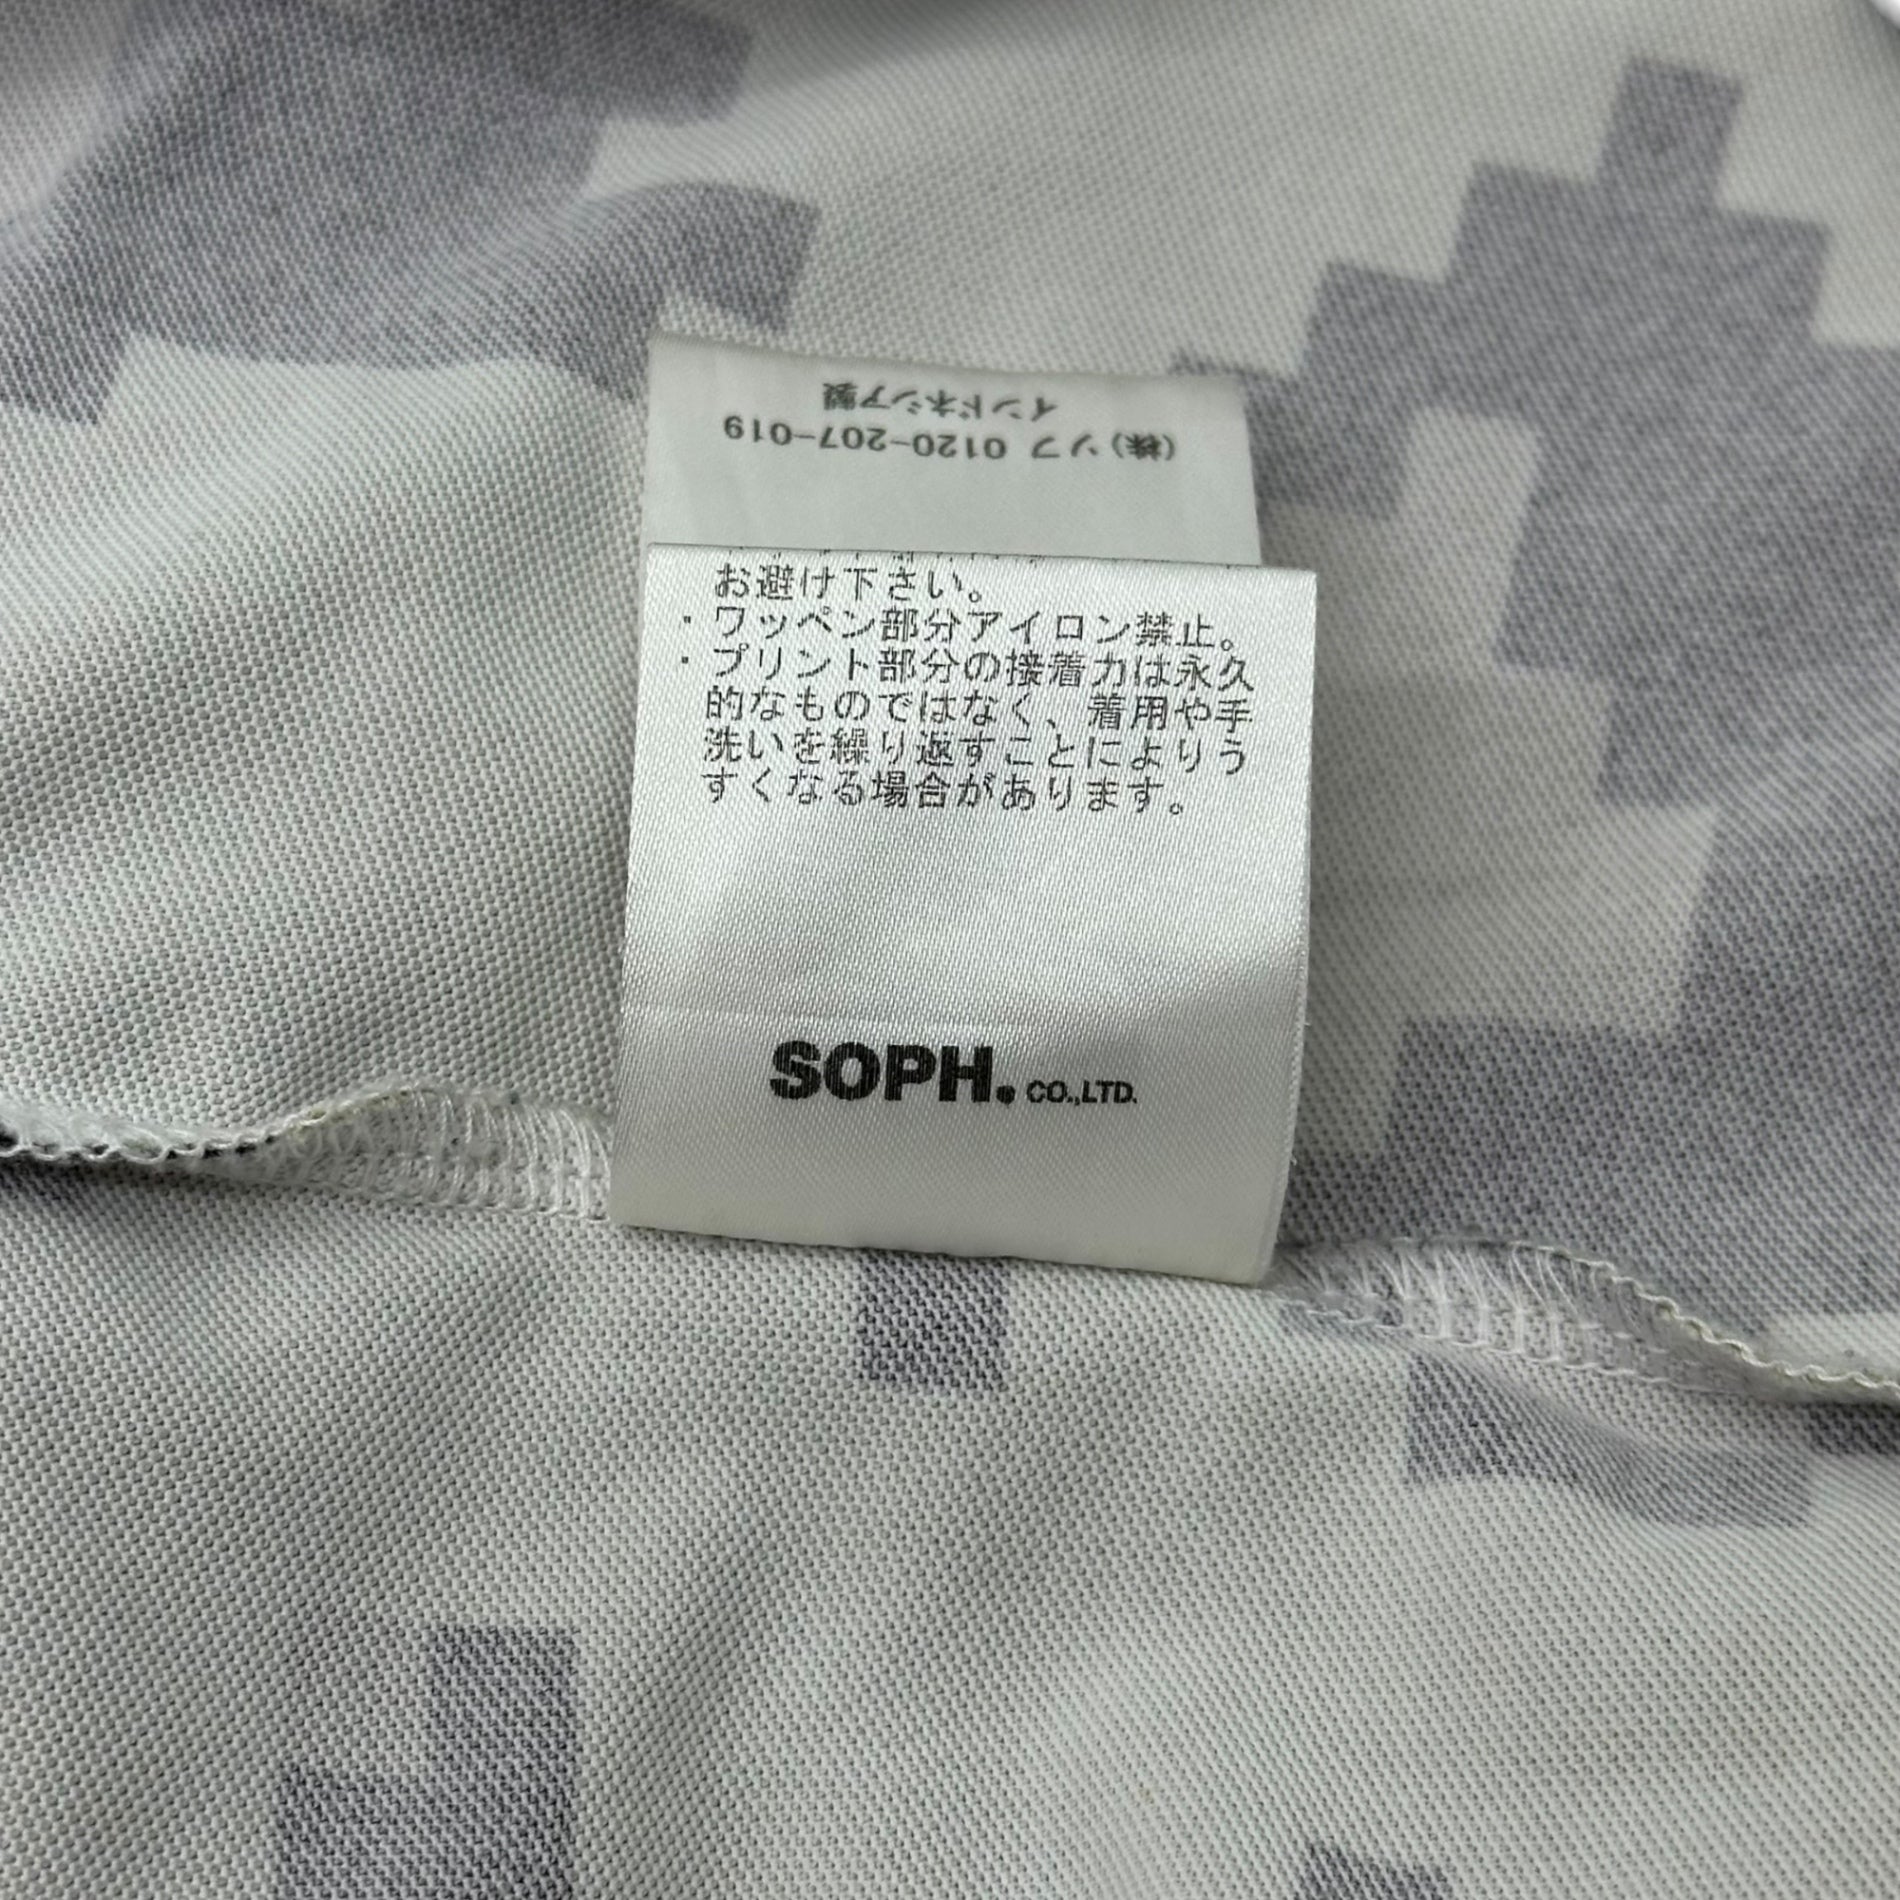 インドネシア製
(株)ソフ 0120-207-019
お避け下さい。
・ワッペン部分アイロン禁止。
・プリント部分の接着力は永久
的なものではなく、着用や手
洗いを繰り返すことによりう
すくなる場合があります。
SOPH. CO.,LTD.